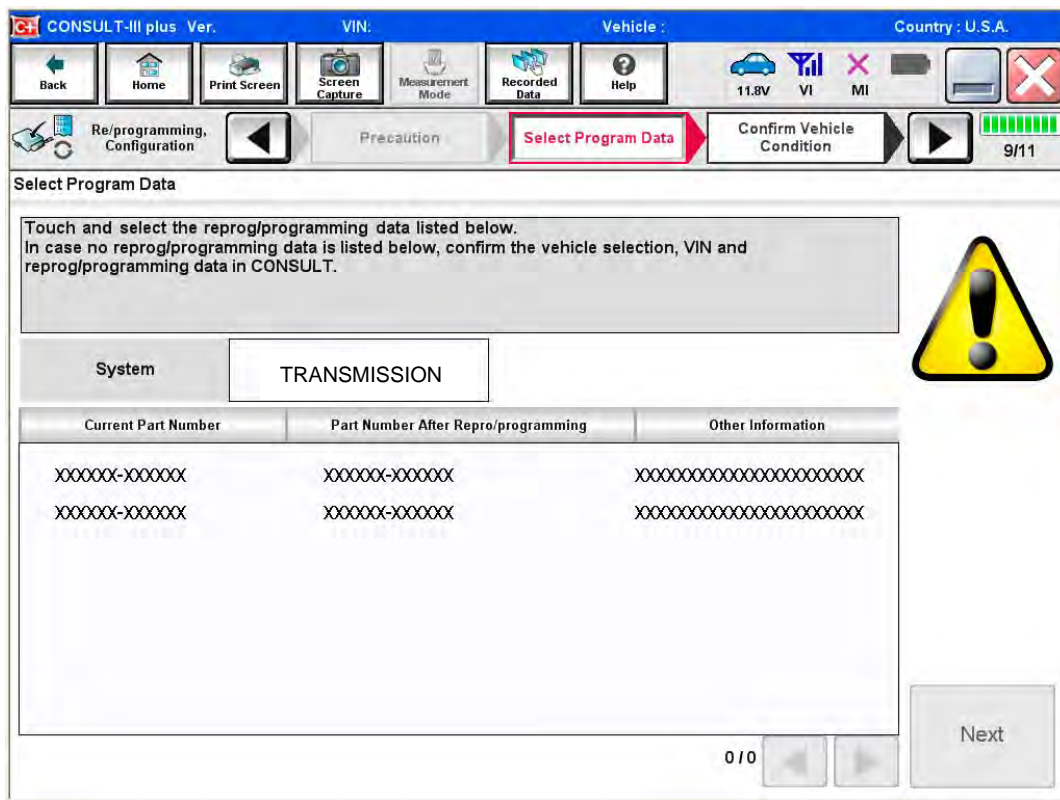 C+ CONSULT-III plus Ver. VIN: Vehicle : Country : U.S.A.
Back Home Print Screen Screen Capture Measurement Mode Recorded Data Help 11.8V VI MI
Re/programming, Configuration Precaution Select Program Data Confirm Vehicle Condition 9/11
Select Program Data
Touch and select the reprog/programming data listed below.
In case no reprog/programming data is listed below, confirm the vehicle selection, VIN and
reprog/programming data in CONSULT.
System TRANSMISSION
Current Part Number Part Number After Repro/programming Other Information
XXXXXX-XXXXXX XXXXXX-XXXXXX XXXXXXXXXXXXXXXXXXXXXX
XXXXXX-XXXXXX XXXXXX-XXXXXX XXXXXXXXXXXXXXXXXXXXXX
Next
0/0